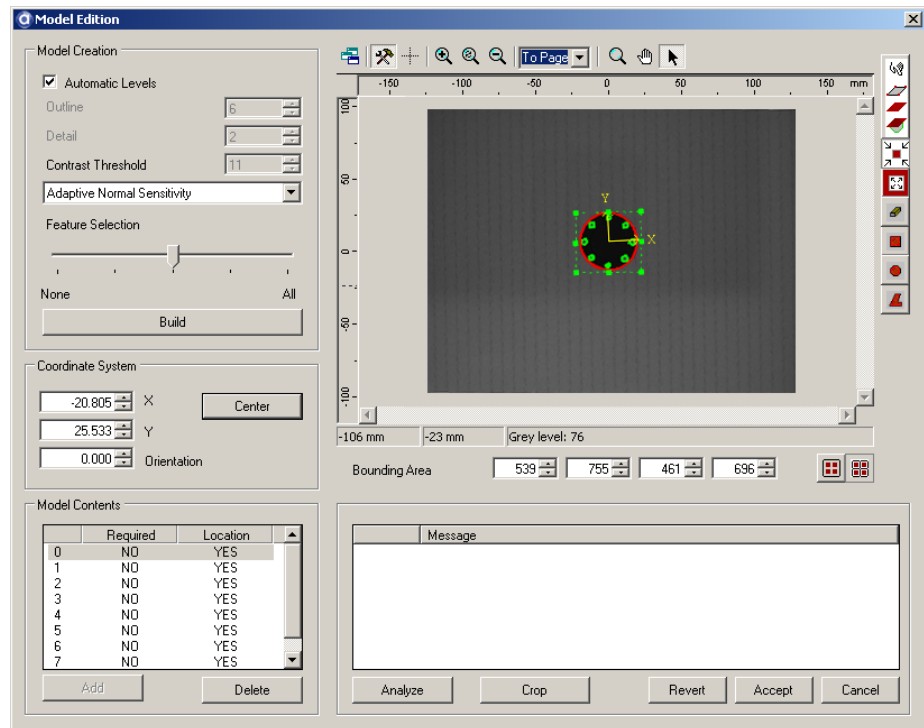 Model Edition
Model Creation
Automatic Levels
Outline 6
Detail 2
Contrast Threshold 11
Adaptive Normal Sensitivity
Feature Selection
None All
Build
Coordinate System
-20.805 X
Center
25.533 Y
0.000 Orientation
Model Contents
Required Location
0 NO YES
1 NO YES
2 NO YES
3 NO YES
4 NO YES
5 NO YES
6 NO YES
7 NO YES
Add Delete
To Page
-150 -100 -50 0 50 100 150 mm
100
50
0
-50
-100
Y
X
-106 mm -23 mm Grey level: 76
Bounding Area 539 755 461 696
Message
Analyze Crop Revert Accept Cancel